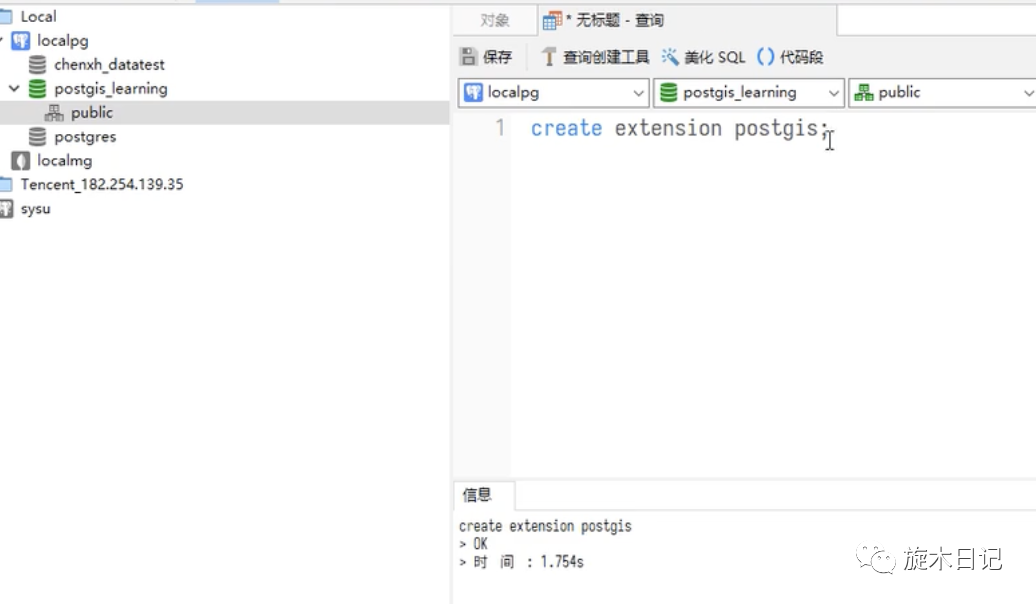 Local
localpg
chenxh_datatest
postgis_learning
public
postgres
localmg
Tencent_182.254.139.35
sysu
对象
* 无标题 - 查询
保存 查询创建工具 美化 SQL () 代码段
localpg postgis_learning public
1 create extension postgis;
信息
create extension postgis
> OK
> 时间: 1.754s
旋木日记